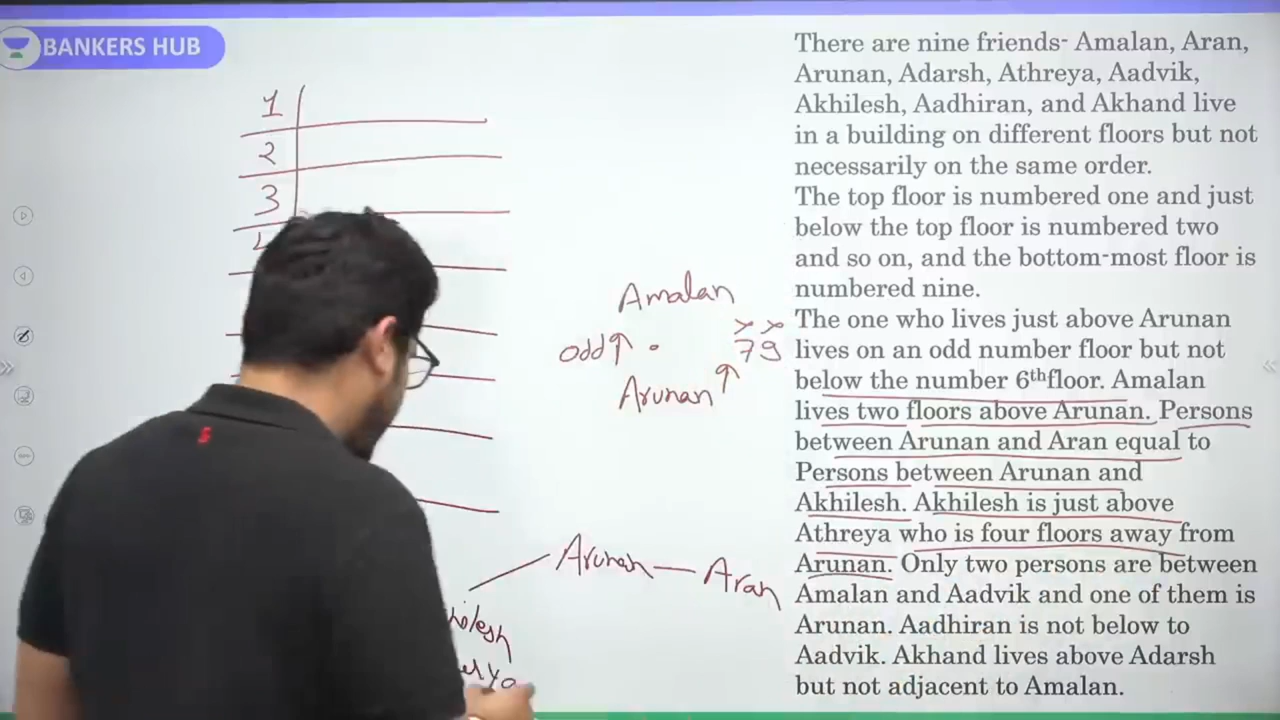 BANKERS HUB
1
2
3
Amalan
odd↑ . 7 9
Arunan ↑
Arunan — Aran
There are nine friends- Amalan, Aran,
Arunan, Adarsh, Athreya, Aadvik,
Akhilesh, Aadhiran, and Akhand live
in a building on different floors but not
necessarily on the same order.
The top floor is numbered one and just
below the top floor is numbered two
and so on, and the bottom-most floor is
numbered nine.
The one who lives just above Arunan
lives on an odd number floor but not
below the number 6thfloor. Amalan
lives two floors above Arunan. Persons
between Arunan and Aran equal to
Persons between Arunan and
Akhilesh. Akhilesh is just above
Athreya who is four floors away from
Arunan. Only two persons are between
Amalan and Aadvik and one of them is
Arunan. Aadhiran is not below to
Aadvik. Akhand lives above Adarsh
but not adjacent to Amalan.